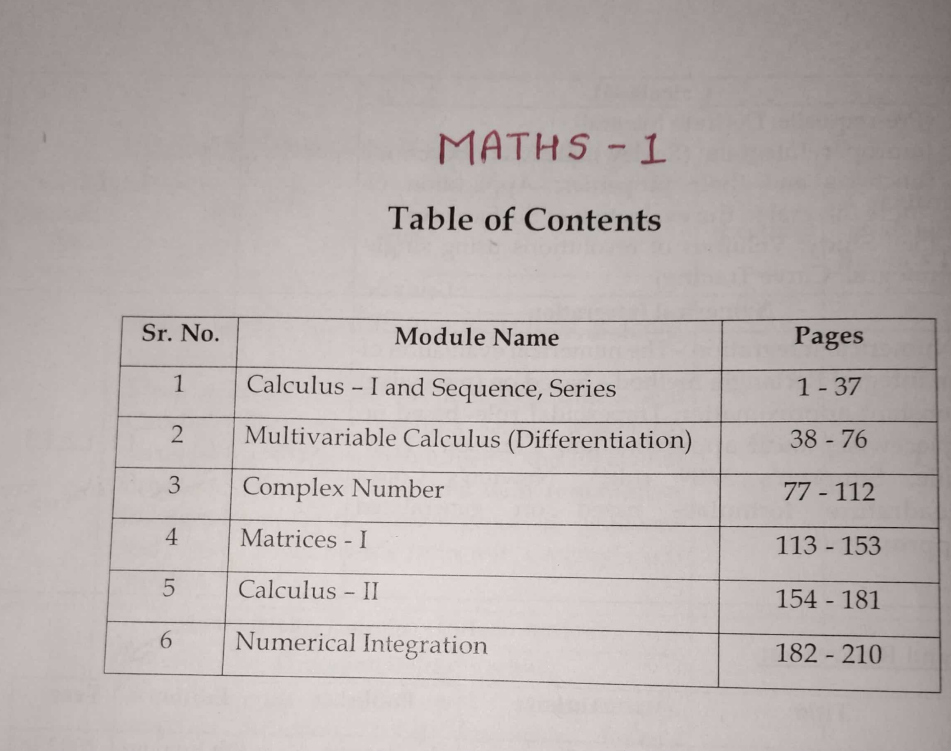 MATHS - 1
Table of Contents
Sr. No. Module Name Pages
1 Calculus – I and Sequence, Series 1 - 37
2 Multivariable Calculus (Differentiation) 38 - 76
3 Complex Number 77 - 112
4 Matrices - I 113 - 153
5 Calculus – II 154 - 181
6 Numerical Integration 182 - 210